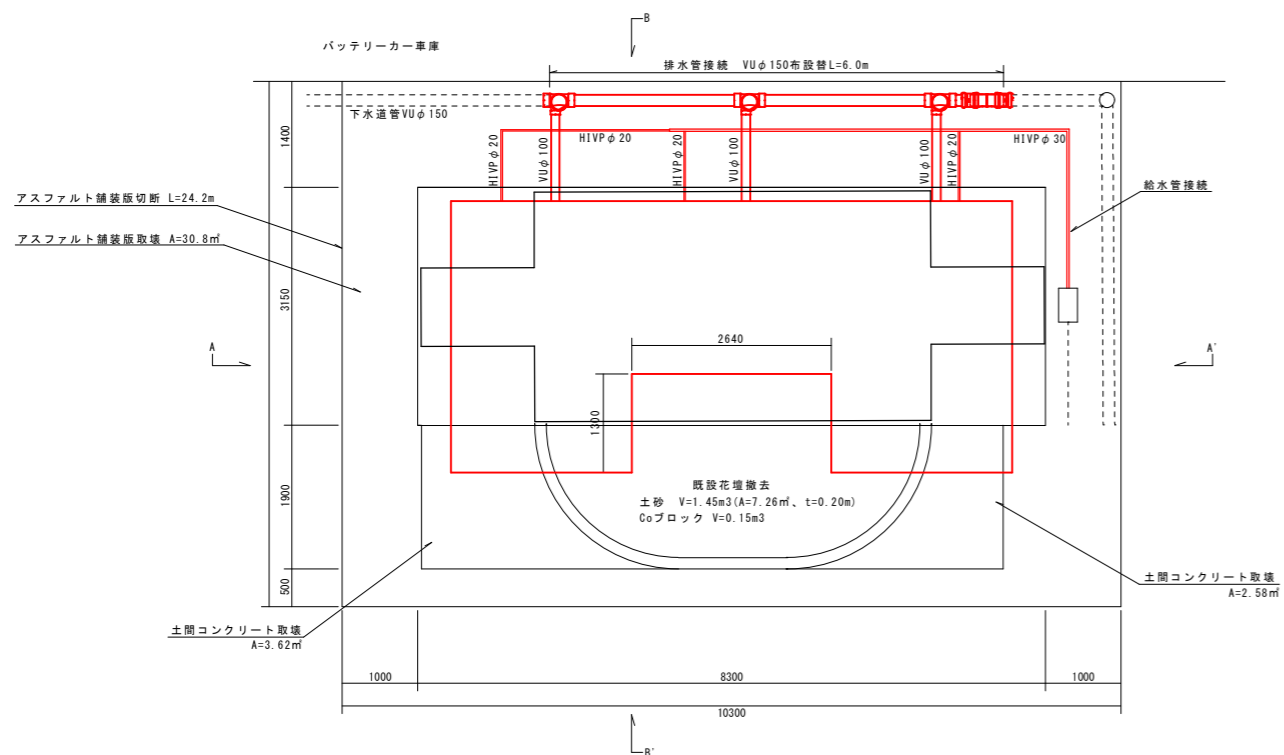 B
バッテリーカー車庫
排水管接続 VUφ150布設替L=6.0m
下水道管VUφ150
HIVPφ20
HIVPφ30
1400
HIVPφ20
VUφ100
HIVPφ20
VUφ100
VUφ100
HIVPφ20
給水管接続
アスファルト舗装版切断 L=24.2m
アスファルト舗装版取壊 A=30.8㎡
3150
A
2640
A'
1300
既設花壇撤去
土砂 V=1.45m3(A=7.26㎡、t=0.20m)
Coブロック V=0.15m3
1900
500
土間コンクリート取壊
A=2.58㎡
土間コンクリート取壊
A=3.62㎡
1000
8300
1000
10300
B'